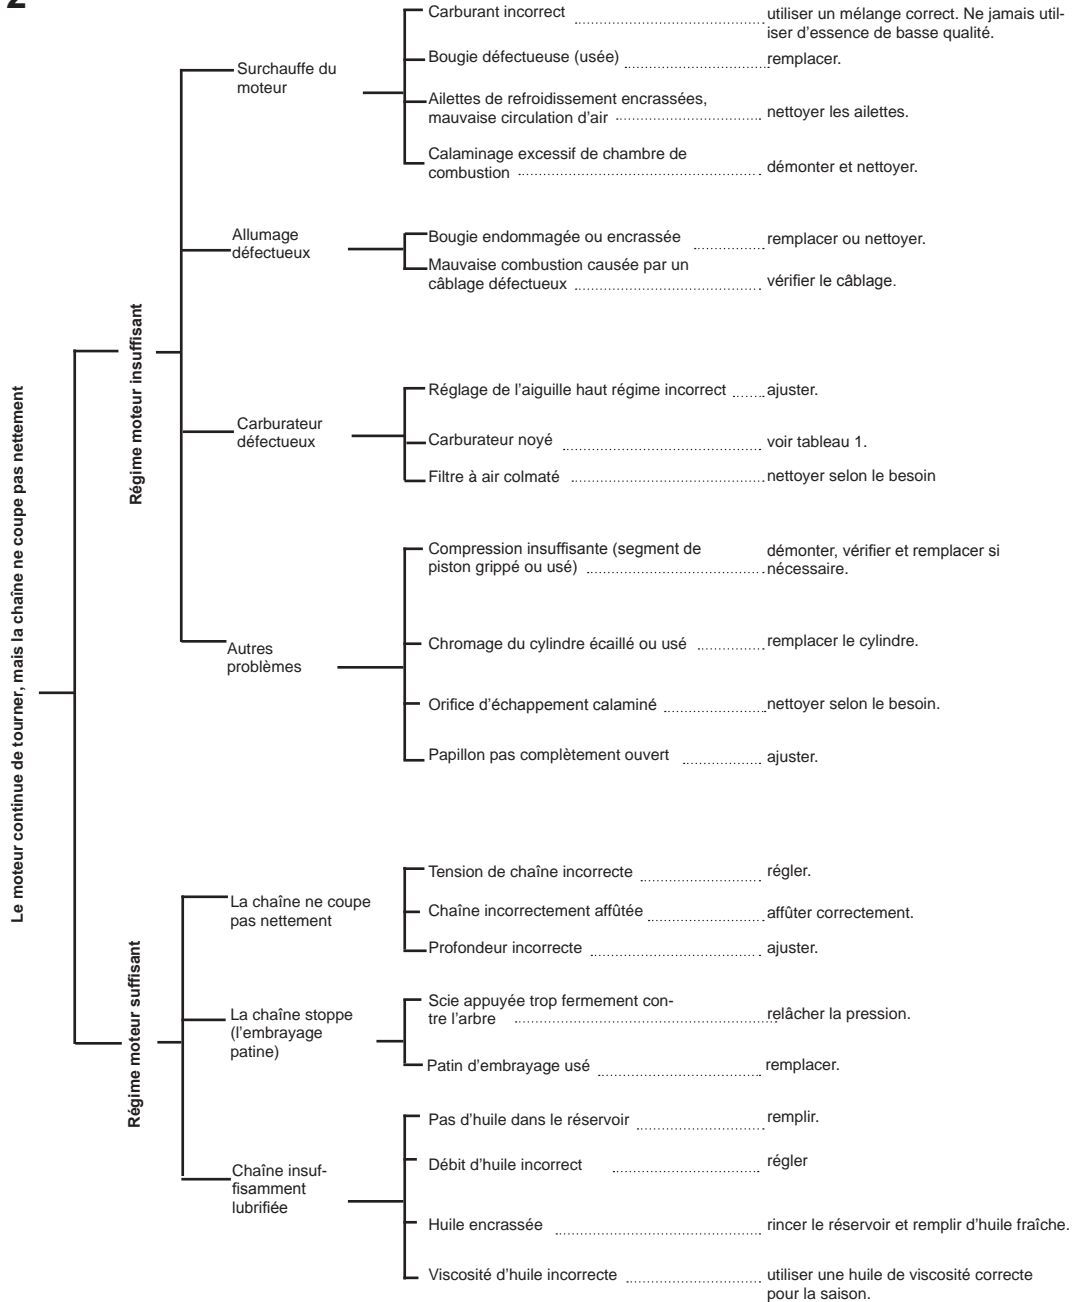 2
Le moteur continue de tourner, mais la chaîne ne coupe pas nettement
Régime moteur insuffisant
Surchauffe du
moteur
Carburant incorrect
utiliser un mélange correct. Ne jamais util-
iser d'essence de basse qualité.
Bougie défectueuse (usée)
remplacer.
Ailettes de refroidissement encrassées,
mauvaise circulation d'air
nettoyer les ailettes.
Calaminage excessif de chambre de
combustion
démonter et nettoyer.
Allumage
défectueux
Bougie endommagée ou encrassée
remplacer ou nettoyer.
Mauvaise combustion causée par un
câblage défectueux
vérifier le câblage.
Carburateur
défectueux
Réglage de l'aiguille haut régime incorrect
ajuster.
Carburateur noyé
voir tableau 1.
Filtre à air colmaté
nettoyer selon le besoin
Autres
problèmes
Compression insuffisante (segment de
piston grippé ou usé)
démonter, vérifier et remplacer si
nécessaire.
Chromage du cylindre écaillé ou usé
remplacer le cylindre.
Orifice d'échappement calaminé
nettoyer selon le besoin.
Papillon pas complètement ouvert
ajuster.
Régime moteur suffisant
La chaîne ne coupe
pas nettement
Tension de chaîne incorrecte
régler.
Chaîne incorrectement affûtée
affûter correctement.
Profondeur incorrecte
ajuster.
La chaîne stoppe
(l'embrayage
patine)
Scie appuyée trop fermement con-
tre l'arbre
relâcher la pression.
Patin d'embrayage usé
remplacer.
Chaîne insuf-
fisamment
lubrifiée
Pas d'huile dans le réservoir
remplir.
Débit d'huile incorrect
régler
Huile encrassée
rincer le réservoir et remplir d'huile fraîche.
Viscosité d'huile incorrecte
utiliser une huile de viscosité correcte
pour la saison.